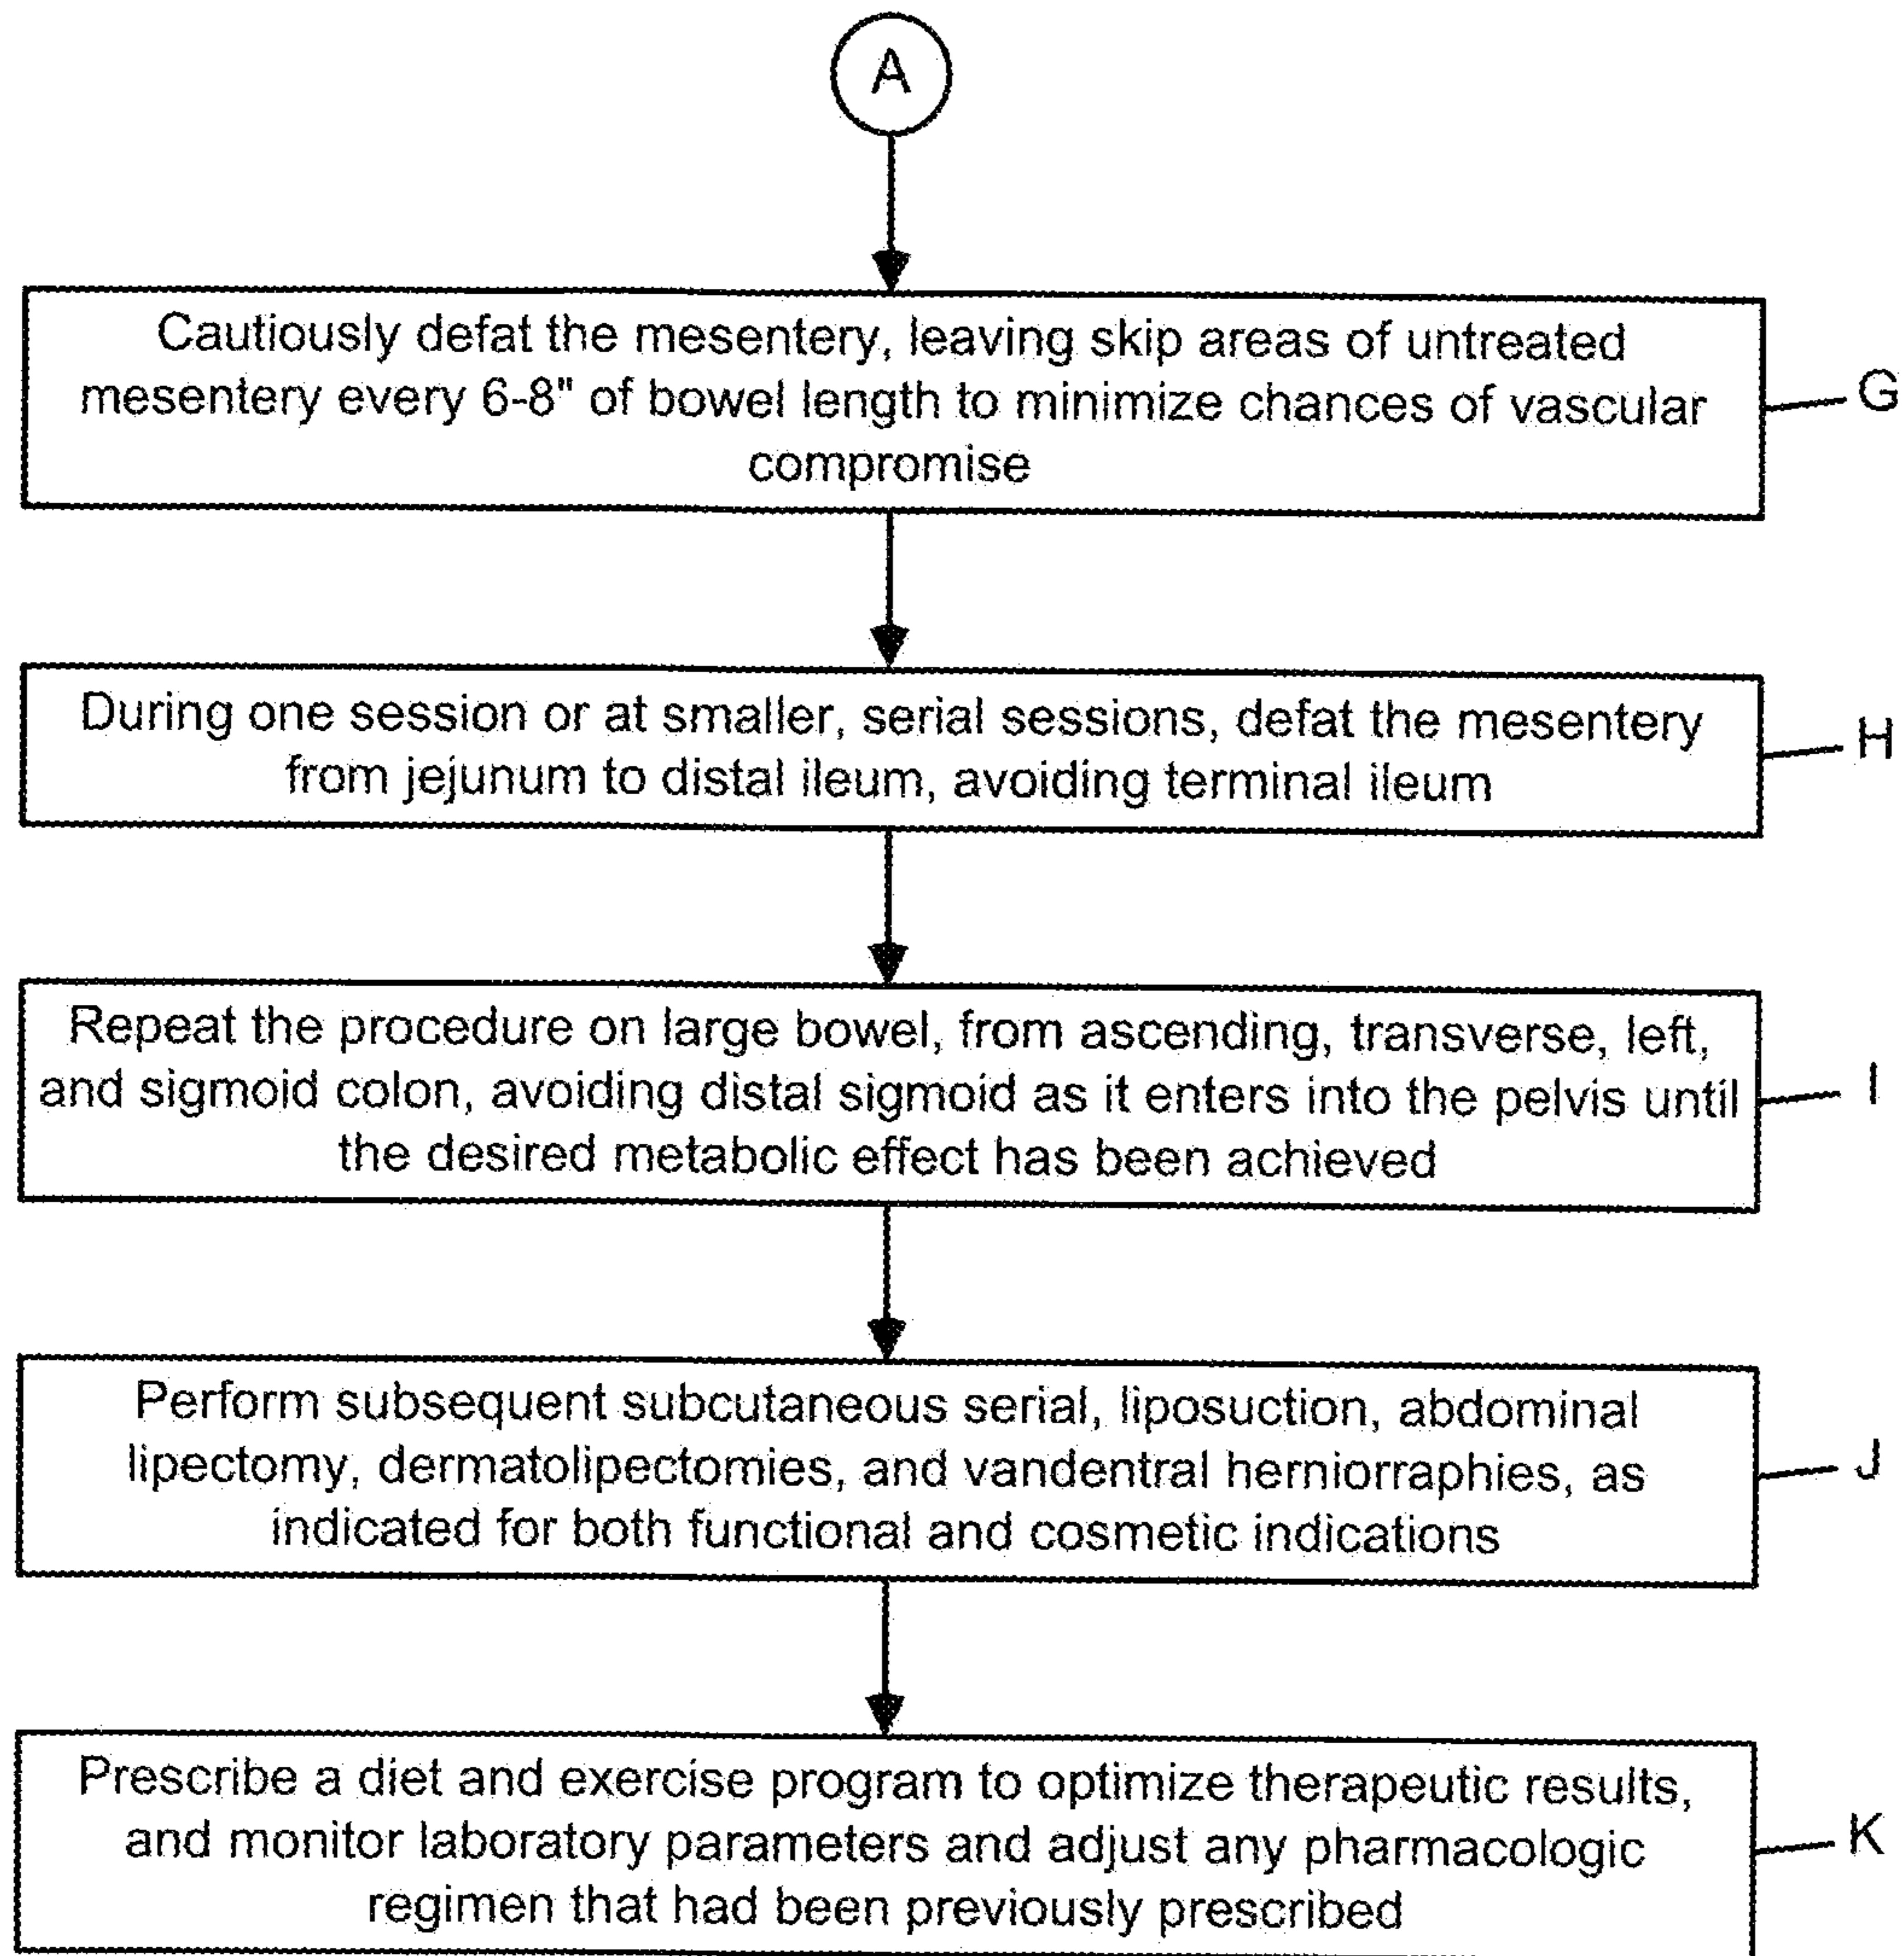 A
Cautiously defat the mesentery, leaving skip areas of untreated
mesentery every 6-8" of bowel length to minimize chances of vascular
compromise
G
During one session or at smaller, serial sessions, defat the mesentery
from jejunum to distal ileum, avoiding terminal ileum
H
Repeat the procedure on large bowel, from ascending, transverse, left,
and sigmoid colon, avoiding distal sigmoid as it enters into the pelvis until
the desired metabolic effect has been achieved
I
Perform subsequent subcutaneous serial, liposuction, abdominal
lipectomy, dermatolipectomies, and vandentral herniorraphies, as
indicated for both functional and cosmetic indications
J
Prescribe a diet and exercise program to optimize therapeutic results,
and monitor laboratory parameters and adjust any pharmacologic
regimen that had been previously prescribed
K